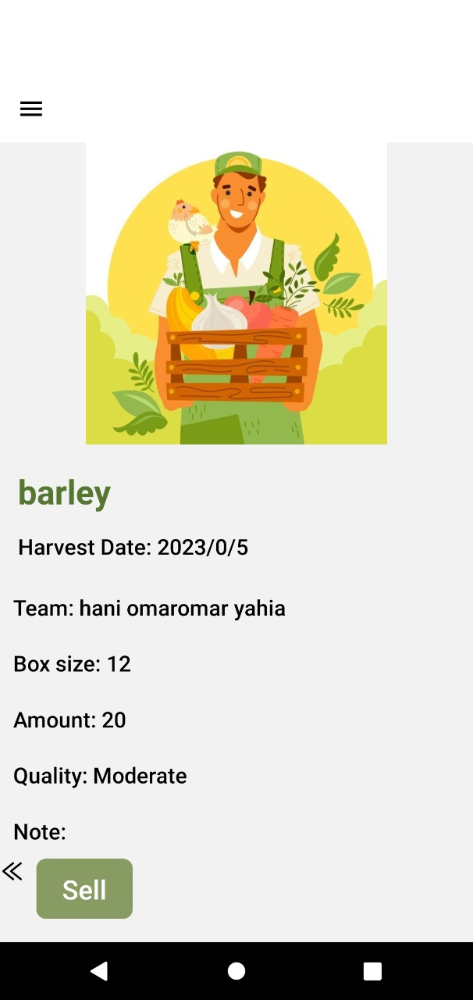 barley
Harvest Date: 2023/0/5
Team: hani omaromar yahia
Box size: 12
Amount: 20
Quality: Moderate
Note:
Sell